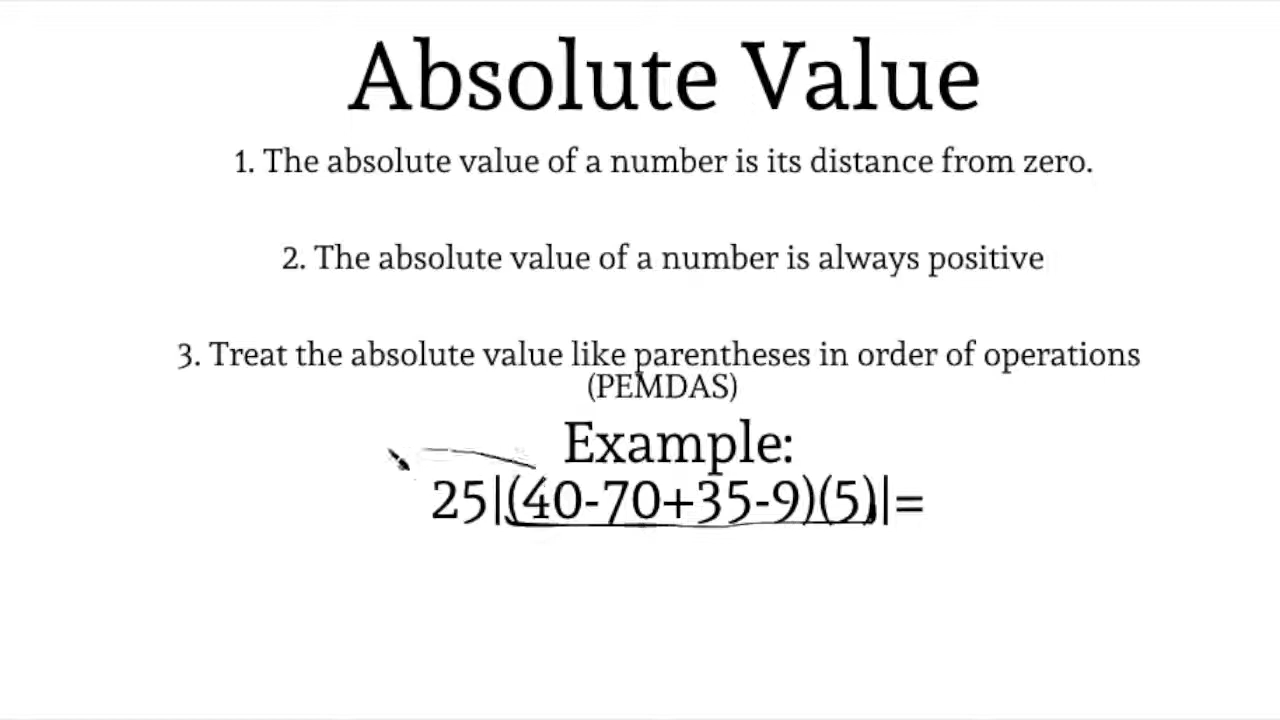 Absolute Value
1. The absolute value of a number is its distance from zero.
2. The absolute value of a number is always positive
3. Treat the absolute value like parentheses in order of operations
(PEMDAS)
Example:
25|(40-70+35-9)(5)|=